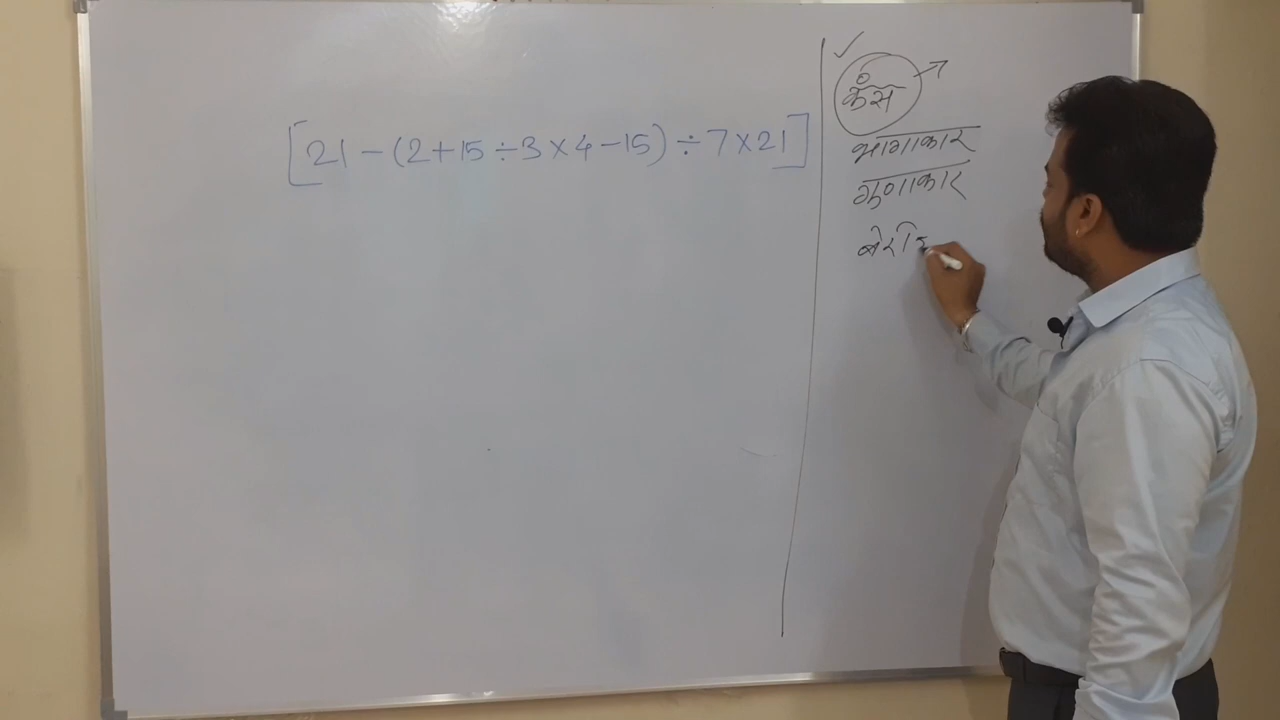 [21 − (2 + 15 ÷ 3 × 4 − 15) ÷ 7 × 21]
कंस
भागाकार
गुणाकार